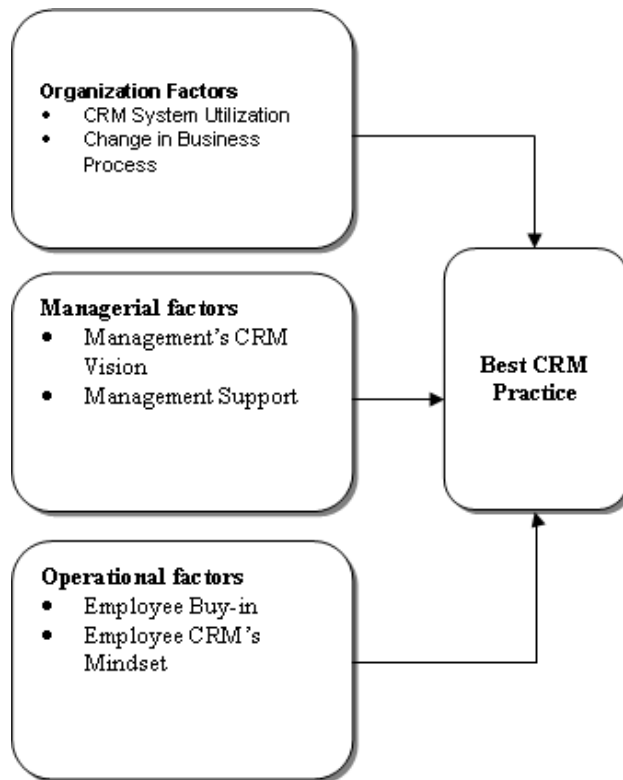 Organization Factors
• CRM System Utilization
• Change in Business
Process
Managerial factors
• Management's CRM
Vision
• Management Support
Best CRM
Practice
Operational factors
• Employee Buy-in
• Employee CRM's
Mindset